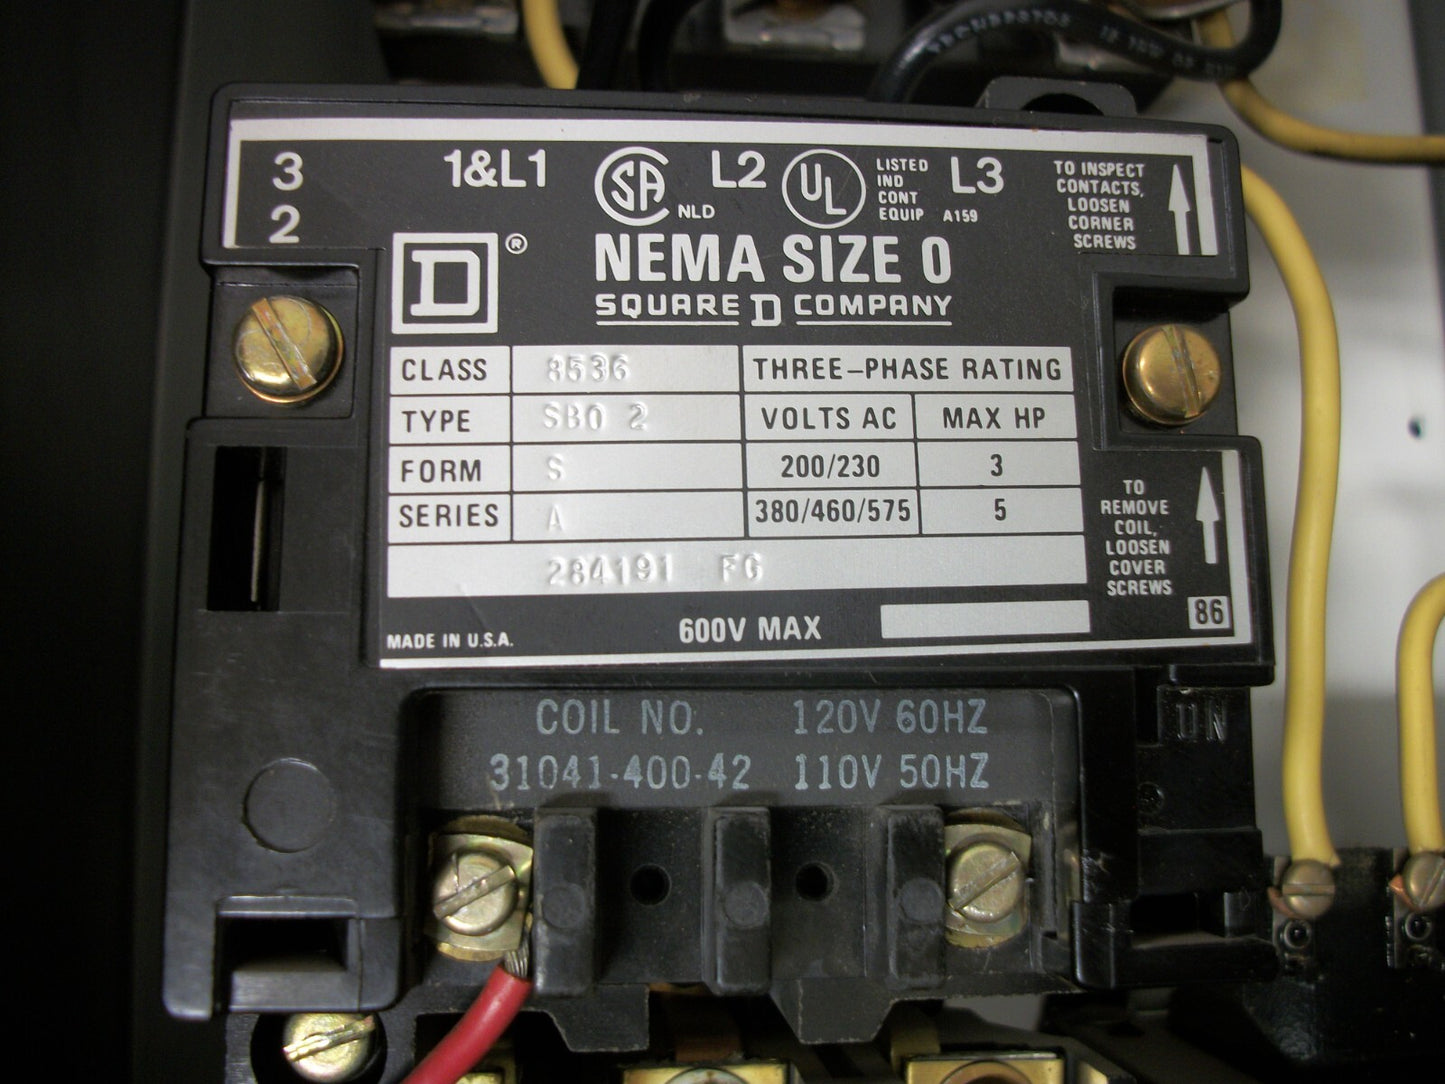 3 1&L1 SA NLD L2 UL LISTED IND CONT EQUIP A159 L3
2
TO INSPECT
CONTACTS,
LOOSEN
CORNER
SCREWS
D ®
NEMA SIZE 0
SQUARE D COMPANY
CLASS 8536 THREE-PHASE RATING
TYPE SBO 2 VOLTS AC MAX HP
FORM S 200/230 3
SERIES A 380/460/575 5
284191 FG
TO
REMOVE
COIL,
LOOSEN
COVER
SCREWS
86
MADE IN U.S.A. 600V MAX
COIL NO. 120V 60HZ
31041-400-42 110V 50HZ